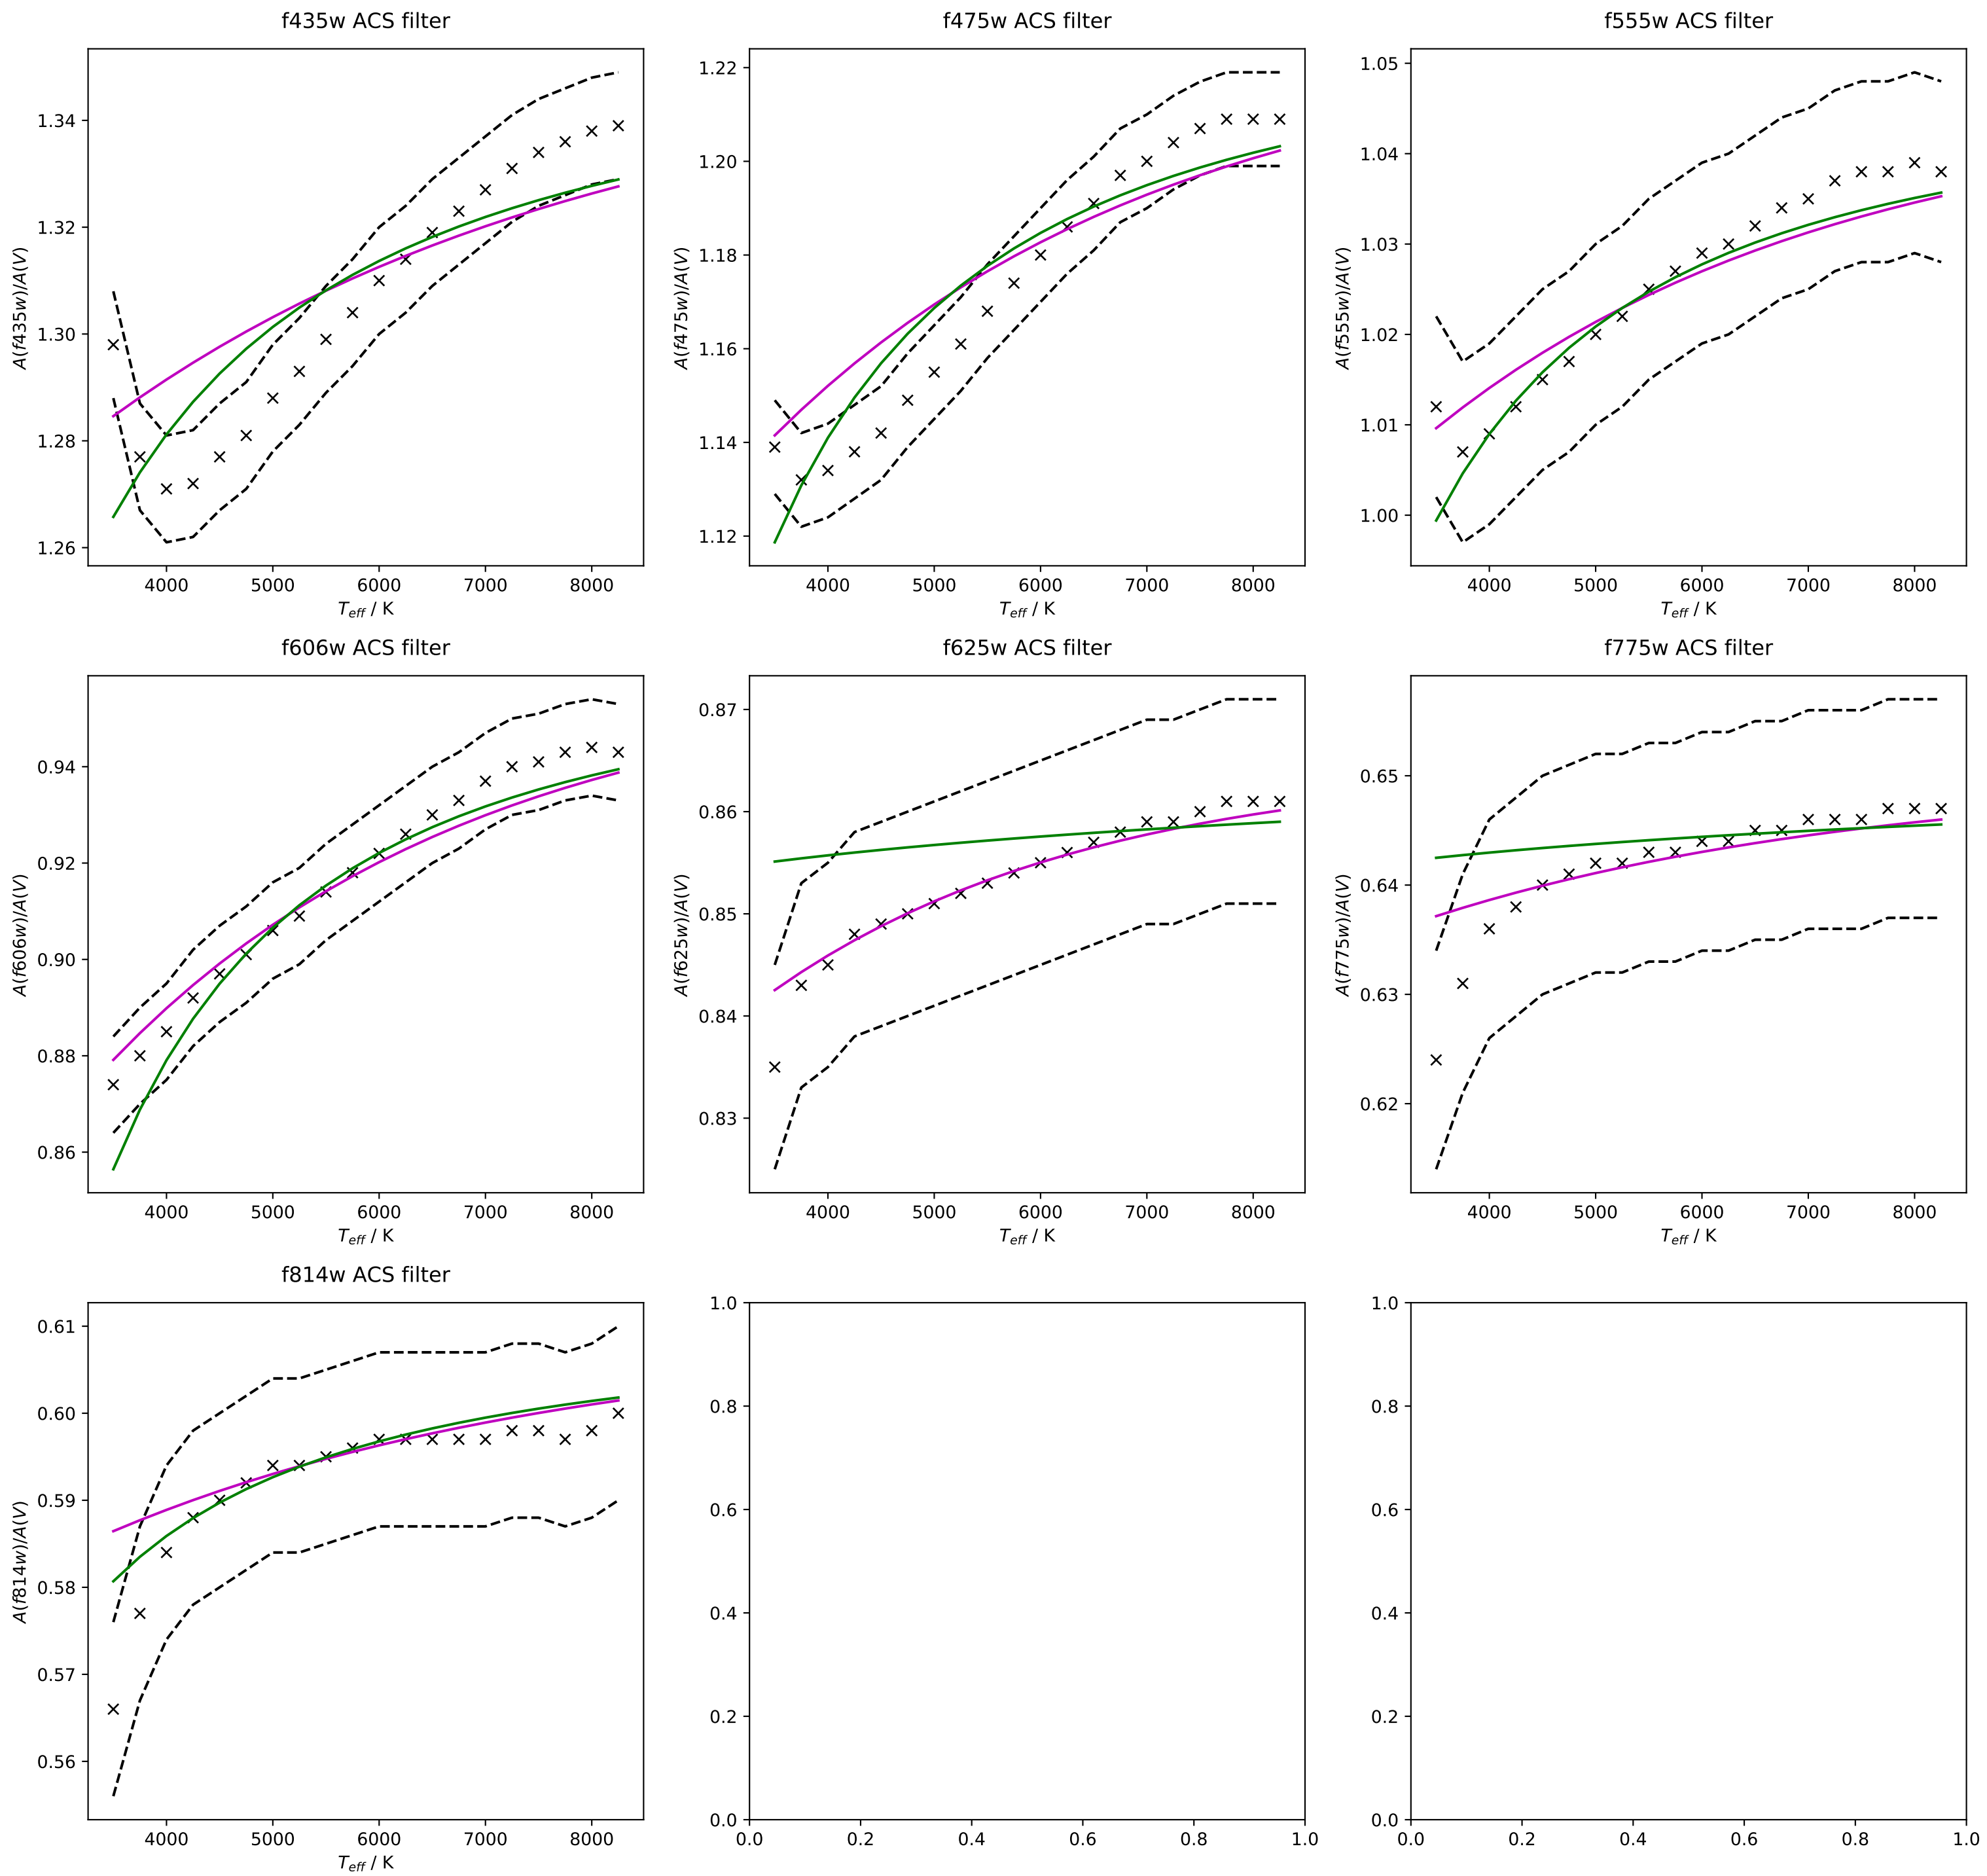 f435w ACS filter
1.34
1.32
1.30
1.28
1.26
A(f435w)/A(V)
4000 5000 6000 7000 8000
T_eff / K
f475w ACS filter
1.22
1.20
1.18
1.16
1.14
1.12
A(f475w)/A(V)
4000 5000 6000 7000 8000
T_eff / K
f555w ACS filter
1.05
1.04
1.03
1.02
1.01
1.00
A(f555w)/A(V)
4000 5000 6000 7000 8000
T_eff / K
f606w ACS filter
0.94
0.92
0.90
0.88
0.86
A(f606w)/A(V)
4000 5000 6000 7000 8000
T_eff / K
f625w ACS filter
0.87
0.86
0.85
0.84
0.83
A(f625w)/A(V)
4000 5000 6000 7000 8000
T_eff / K
f775w ACS filter
0.65
0.64
0.63
0.62
A(f775w)/A(V)
4000 5000 6000 7000 8000
T_eff / K
f814w ACS filter
0.61
0.60
0.59
0.58
0.57
0.56
A(f814w)/A(V)
4000 5000 6000 7000 8000
T_eff / K
1.0
0.8
0.6
0.4
0.2
0.0
0.0 0.2 0.4 0.6 0.8 1.0
1.0
0.8
0.6
0.4
0.2
0.0
0.0 0.2 0.4 0.6 0.8 1.0